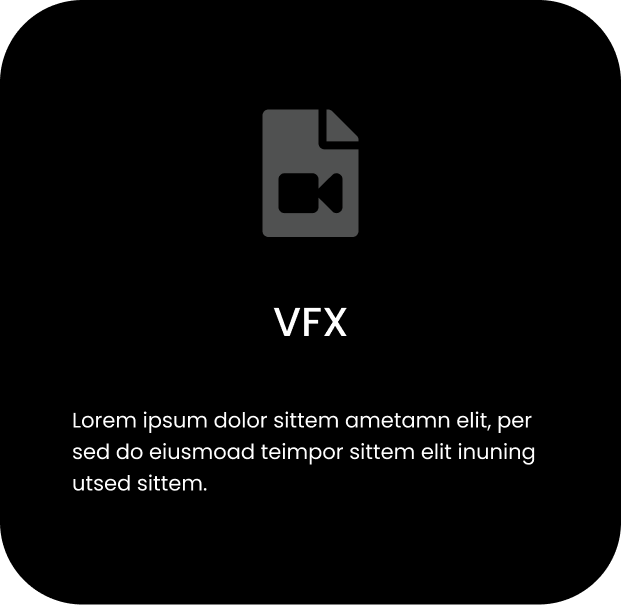 VFX
Lorem ipsum dolor sittem ametamn elit, per
sed do eiusmoad teimpor sittem elit inuning
utsed sittem.